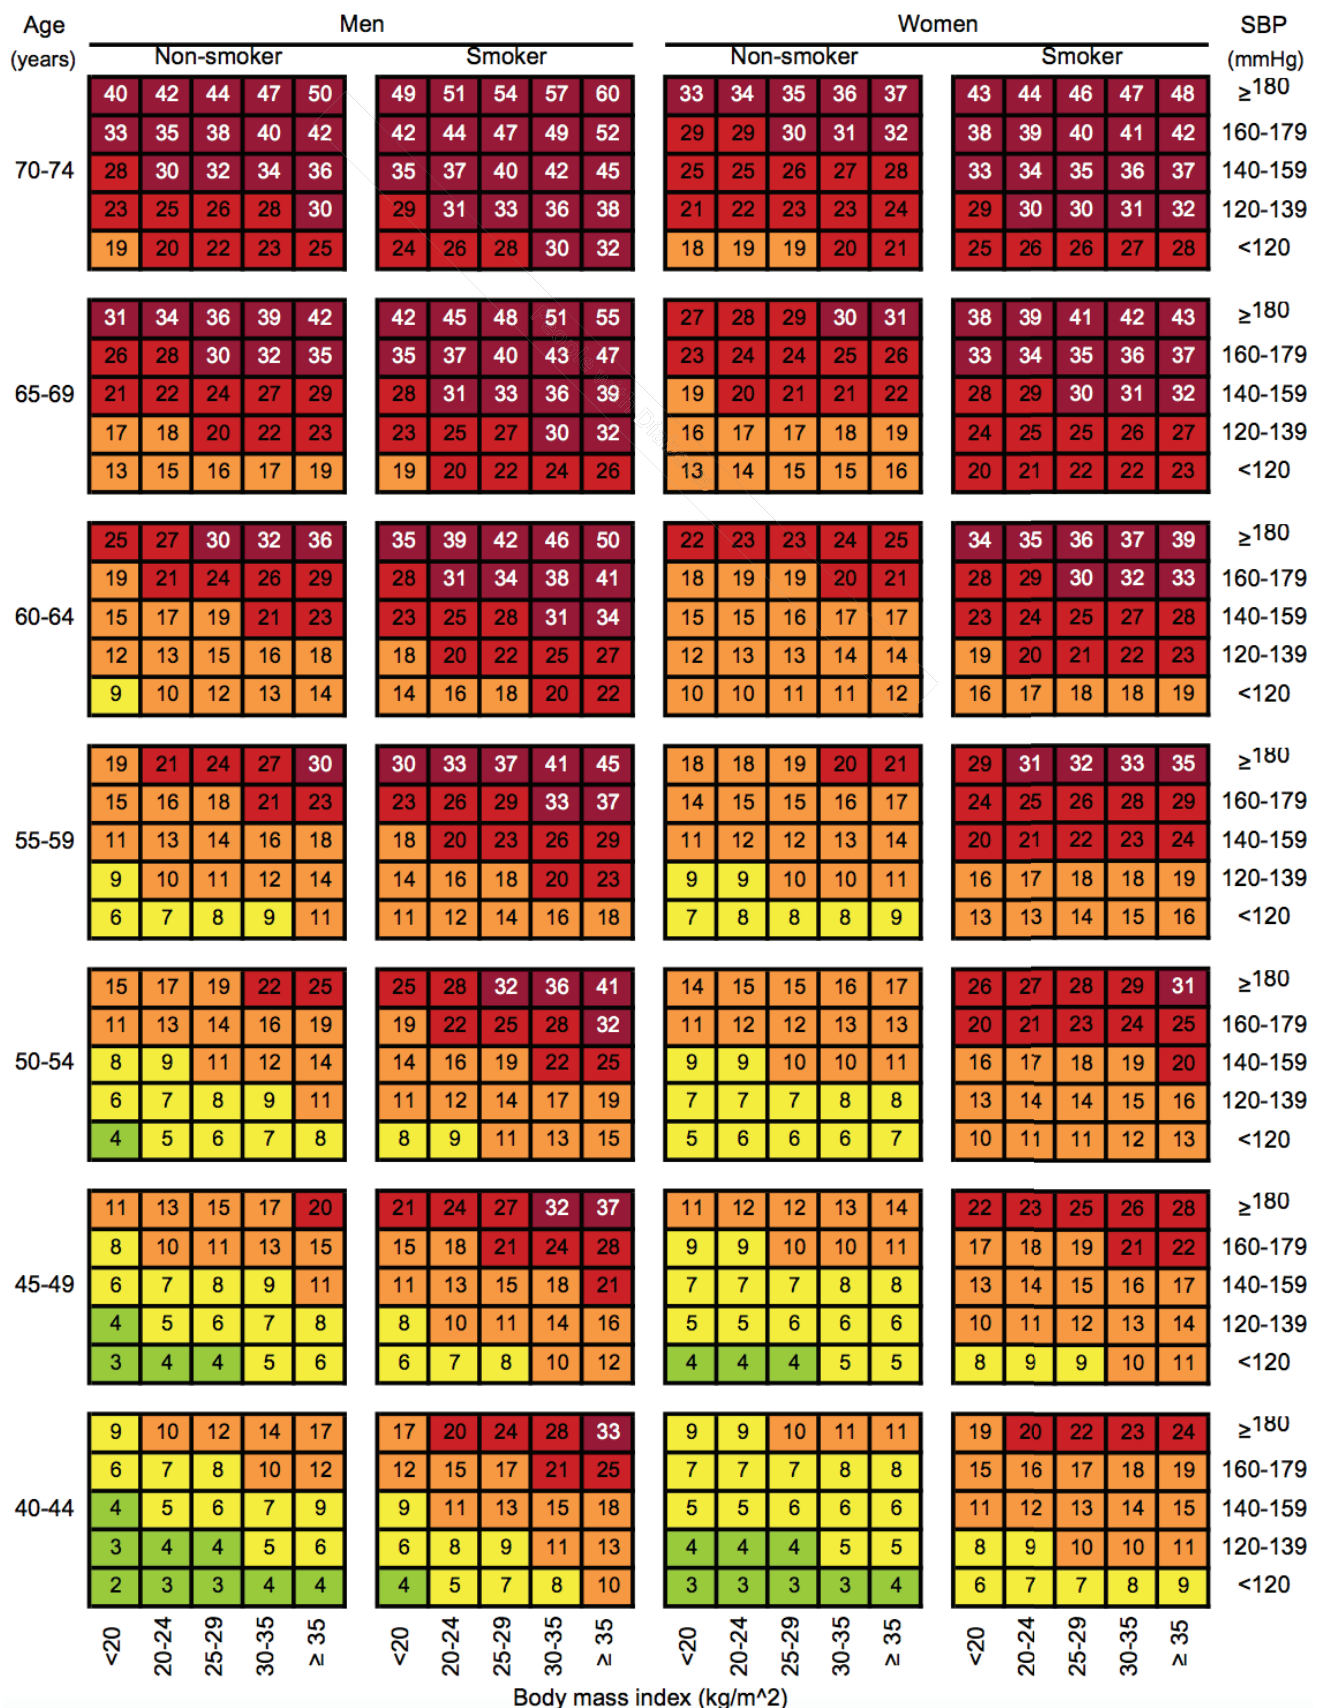 Age Men Women SBP
(years) Non-smoker Smoker Non-smoker Smoker (mmHg)
40 42 44 47 50 49 51 54 57 60 33 34 35 36 37 43 44 46 47 48 ≥180
33 35 38 40 42 42 44 47 49 52 29 29 30 31 32 38 39 40 41 42 160-179
70-74 28 30 32 34 36 35 37 40 42 45 25 25 26 27 28 33 34 35 36 37 140-159
23 25 26 28 30 29 31 33 36 38 21 22 23 23 24 29 30 30 31 32 120-139
19 20 22 23 25 24 26 28 30 32 18 19 19 20 21 25 26 26 27 28 <120
31 34 36 39 42 42 45 48 51 55 27 28 29 30 31 38 39 41 42 43 ≥180
26 28 30 32 35 35 37 40 43 47 23 24 24 25 26 33 34 35 36 37 160-179
65-69 21 22 24 27 29 28 31 33 36 39 19 20 21 21 22 28 29 30 31 32 140-159
17 18 20 22 23 23 25 27 30 32 16 17 17 18 19 24 25 25 26 27 120-139
13 15 16 17 19 19 20 22 24 26 13 14 15 15 16 20 21 22 22 23 <120
25 27 30 32 36 35 39 42 46 50 22 23 23 24 25 34 35 36 37 39 ≥180
19 21 24 26 29 28 31 34 38 41 18 19 19 20 21 28 29 30 32 33 160-179
60-64 15 17 19 21 23 23 25 28 31 34 15 15 16 17 17 23 24 25 27 28 140-159
12 13 15 16 18 18 20 22 25 27 12 13 13 14 14 19 20 21 22 23 120-139
9 10 12 13 14 14 16 18 20 22 10 10 11 11 12 16 17 18 18 19 <120
19 21 24 27 30 30 33 37 41 45 18 18 19 20 21 29 31 32 33 35 ≥180
15 16 18 21 23 23 26 29 33 37 14 15 15 16 17 24 25 26 28 29 160-179
55-59 11 13 14 16 18 18 20 23 26 29 11 12 12 13 14 20 21 22 23 24 140-159
9 10 11 12 14 14 16 18 20 23 9 9 10 10 11 16 17 18 18 19 120-139
6 7 8 9 11 11 12 14 16 18 7 8 8 8 9 13 13 14 15 16 <120
15 17 19 22 25 25 28 32 36 41 14 15 15 16 17 26 27 28 29 31 ≥180
11 13 14 16 19 19 22 25 28 32 11 12 12 13 13 20 21 23 24 25 160-179
50-54 8 9 11 12 14 14 16 19 22 25 9 9 10 10 11 16 17 18 19 20 140-159
6 7 8 9 11 11 12 14 17 19 7 7 7 8 8 13 14 14 15 16 120-139
4 5 6 7 8 8 9 11 13 15 5 6 6 6 7 10 11 11 12 13 <120
11 13 15 17 20 21 24 27 32 37 11 12 12 13 14 22 23 25 26 28 ≥180
8 10 11 13 15 15 18 21 24 28 9 9 10 10 11 17 18 19 21 22 160-179
45-49 6 7 8 9 11 11 13 15 18 21 7 7 7 8 8 13 14 15 16 17 140-159
4 5 6 7 8 8 10 11 14 16 5 5 6 6 6 10 11 12 13 14 120-139
3 4 4 5 6 6 7 8 10 12 4 4 4 5 5 8 9 9 10 11 <120
9 10 12 14 17 17 20 24 28 33 9 9 10 11 11 19 20 22 23 24 ≥180
6 7 8 10 12 12 15 17 21 25 7 7 7 8 8 15 16 17 18 19 160-179
40-44 4 5 6 7 9 9 11 13 15 18 5 5 6 6 6 11 12 13 14 15 140-159
3 4 4 5 6 6 8 9 11 13 4 4 4 5 5 8 9 10 10 11 120-139
2 3 3 4 4 4 5 7 8 10 3 3 3 3 4 6 7 7 8 9 <120
<20 20-24 25-29 30-35 ≥ 35 <20 20-24 25-29 30-35 ≥ 35 <20 20-24 25-29 30-35 ≥ 35 <20 20-24 25-29 30-35 ≥ 35
Body mass index (kg/m^2)